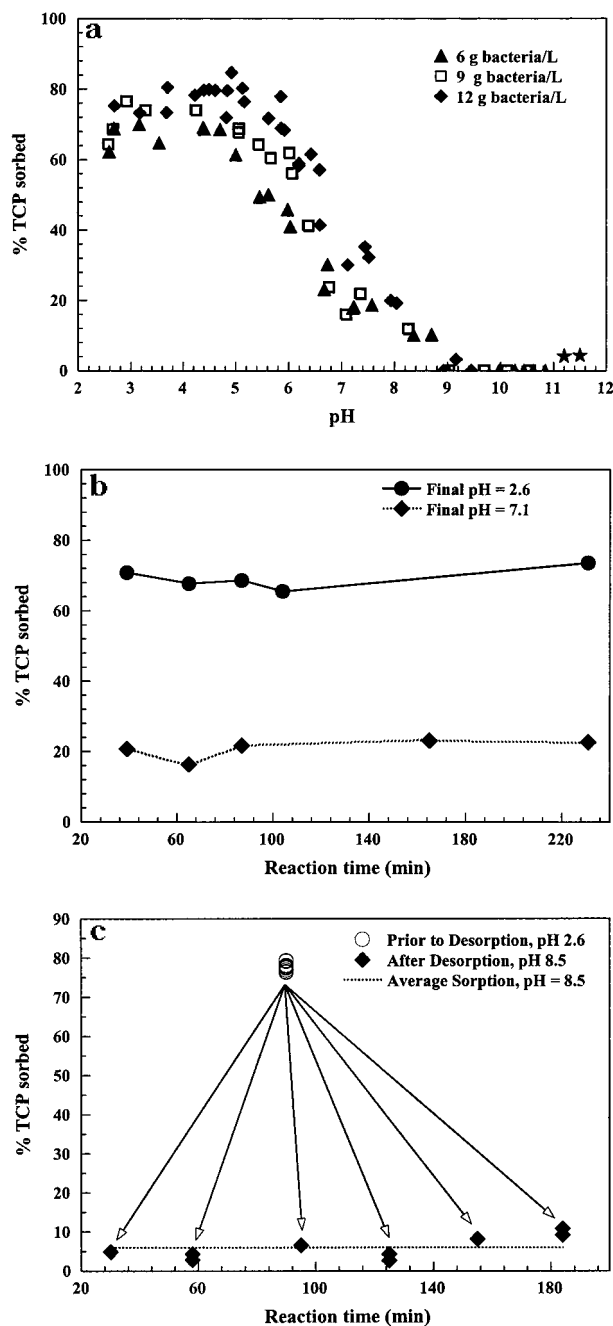 a
6 g bacteria/L
9 g bacteria/L
12 g bacteria/L
100
80
60
40
20
0
% TCP sorbed
2 3 4 5 6 7 8 9 10 11 12
pH
b
Final pH = 2.6
Final pH = 7.1
100
80
60
40
20
0
% TCP sorbed
20 60 100 140 180 220
Reaction time (min)
c
Prior to Desorption, pH 2.6
After Desorption, pH 8.5
Average Sorption, pH = 8.5
90
80
70
60
50
40
30
20
10
0
% TCP sorbed
20 60 100 140 180
Reaction time (min)